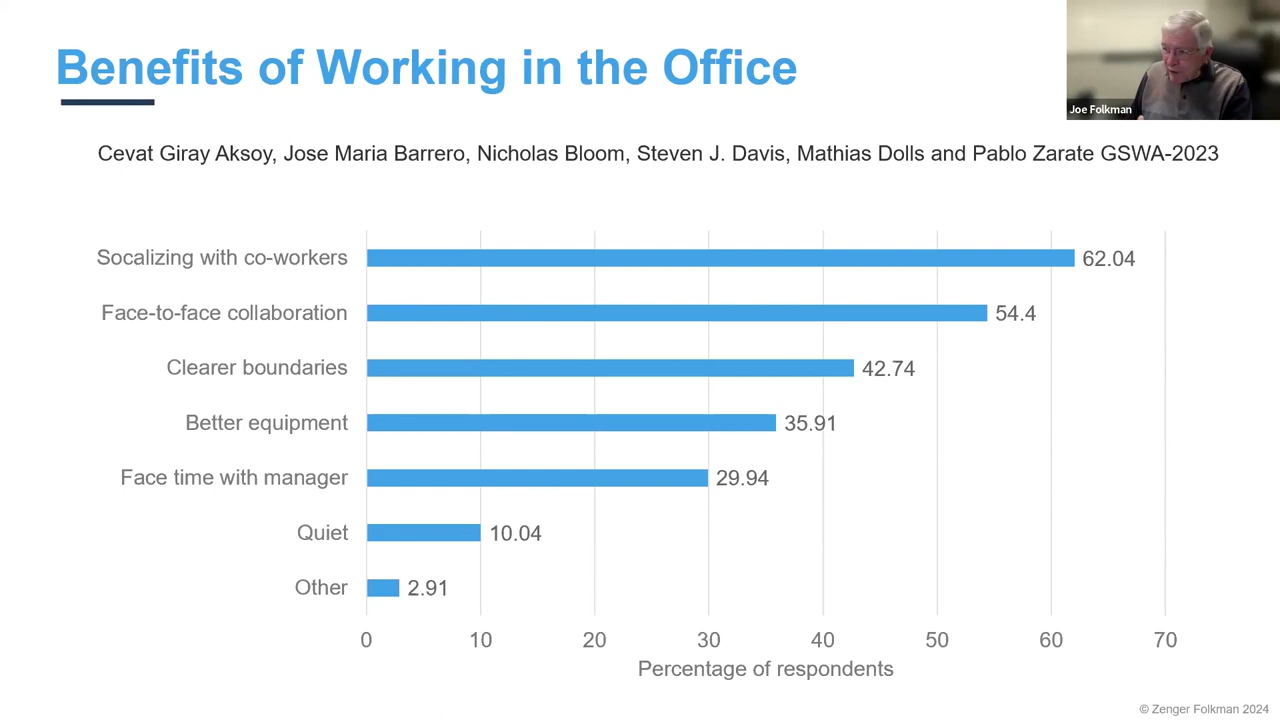 Benefits of Working in the Office
Joe Folkman
Cevat Giray Aksoy, Jose Maria Barrero, Nicholas Bloom, Steven J. Davis, Mathias Dolls and Pablo Zarate GSWA-2023
Socalizing with co-workers 62.04
Face-to-face collaboration 54.4
Clearer boundaries 42.74
Better equipment 35.91
Face time with manager 29.94
Quiet 10.04
Other 2.91
0 10 20 30 40 50 60 70
Percentage of respondents
© Zenger Folkman 2024